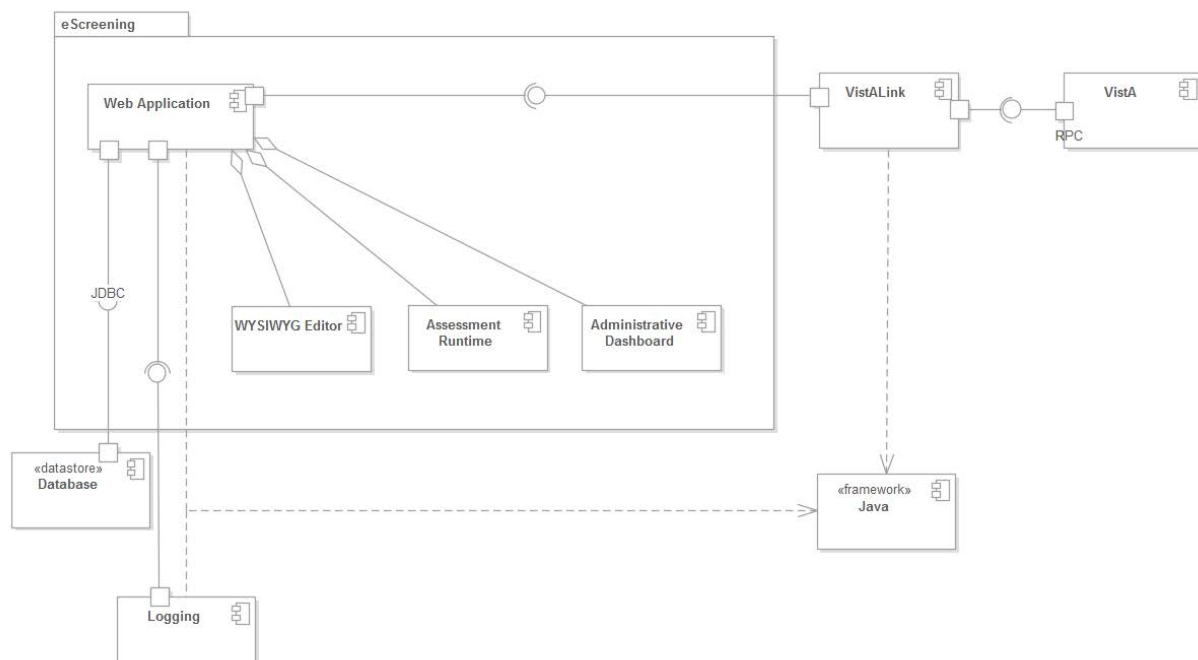 eScreening
Web Application
VistALink
VistA
RPC
JDBC
WYSIWYG Editor
Assessment
Runtime
Administrative
Dashboard
«datastore»
Database
«framework»
Java
Logging